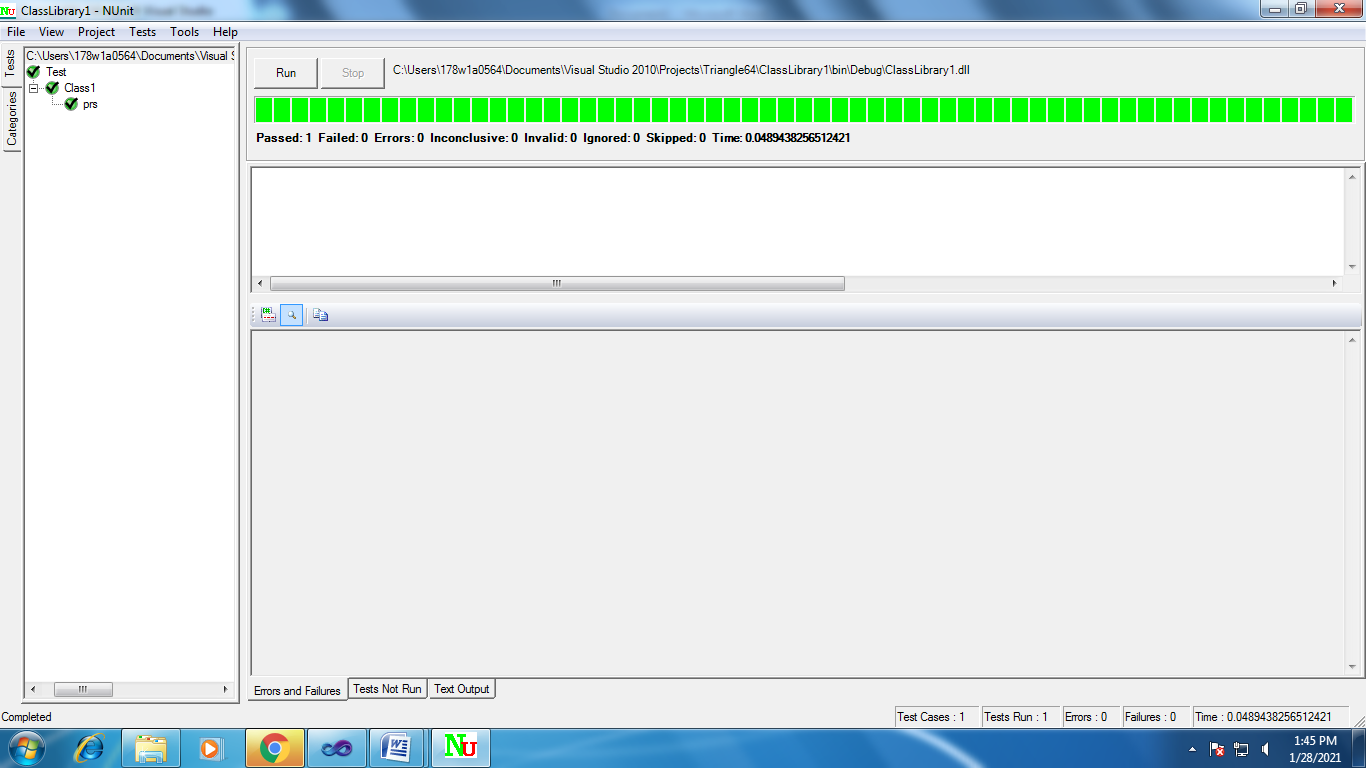 ClassLibrary1 - NUnit
File View Project Tests Tools Help
Tests
Categories
C:\Users\178w1a0564\Documents\Visual S
Test
Class1
prs
Run Stop C:\Users\178w1a0564\Documents\Visual Studio 2010\Projects\Triangle64\ClassLibrary1\bin\Debug\ClassLibrary1.dll
Passed: 1 Failed: 0 Errors: 0 Inconclusive: 0 Invalid: 0 Ignored: 0 Skipped: 0 Time: 0.0489438256512421
Errors and Failures Tests Not Run Text Output
Completed Test Cases : 1 Tests Run : 1 Errors : 0 Failures : 0 Time : 0.0489438256512421
1:45 PM
1/28/2021